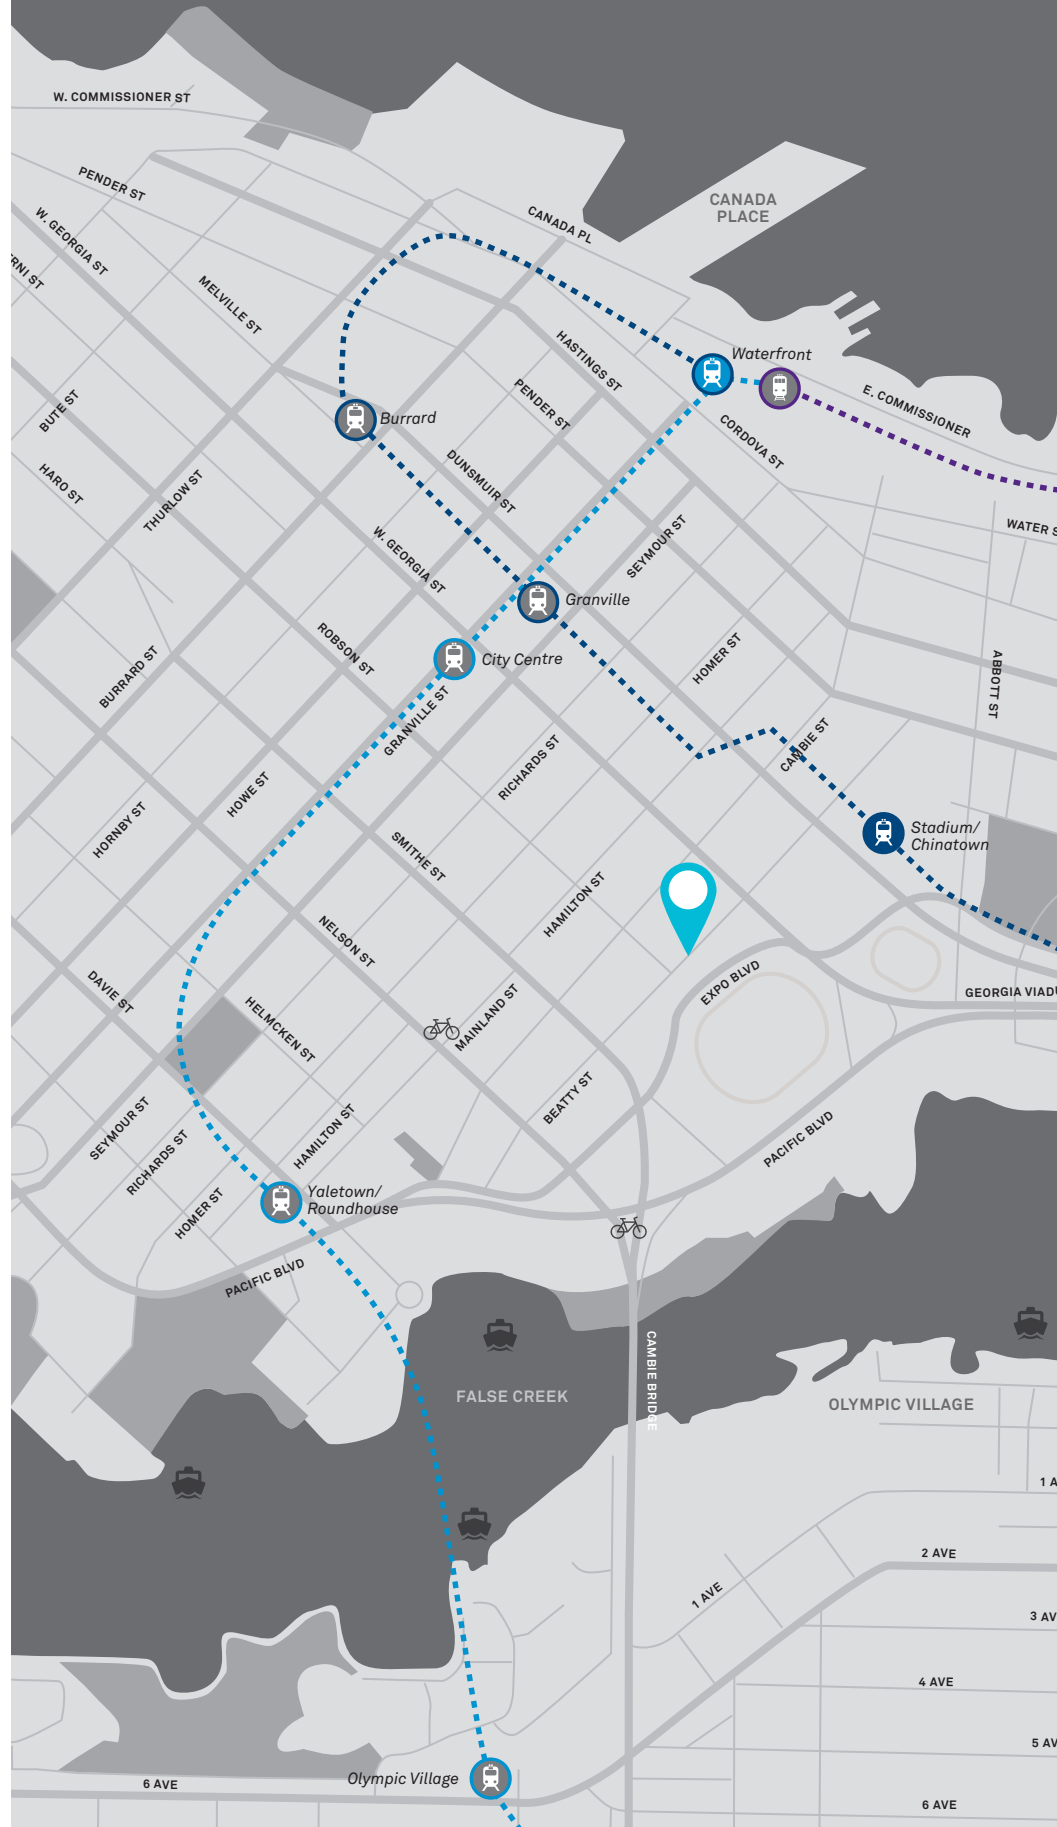 W. COMMISSIONER ST
PENDER ST
CANADA
PLACE
CANADA PL
W. GEORGIA ST
RNI ST
MELVILLE ST
HASTINGS ST
Waterfront
PENDER ST
E. COMMISSIONER
BUTE ST
Burrard
CORDOVA ST
HARO ST
DUNSMUIR ST
THURLOW ST
WATER S
W. GEORGIA ST
SEYMOUR ST
Granville
ROBSON ST
City Centre
HOMER ST
BURRARD ST
ABBOTT ST
GRANVILLE ST
CAMBIE ST
RICHARDS ST
HOWE ST
HORNBY ST
Stadium/
Chinatown
SMITHE ST
HAMILTON ST
NELSON ST
EXPO BLVD
DAVIE ST
GEORGIA VIADU
MAINLAND ST
HELMCKEN ST
BEATTY ST
SEYMOUR ST
HAMILTON ST
PACIFIC BLVD
RICHARDS ST
Yaletown/
Roundhouse
HOMER ST
PACIFIC BLVD
CAMBIE BRIDGE
FALSE CREEK
OLYMPIC VILLAGE
1 A
2 AVE
1 AVE
3 AV
4 AVE
5 AV
Olympic Village
6 AVE
6 AVE